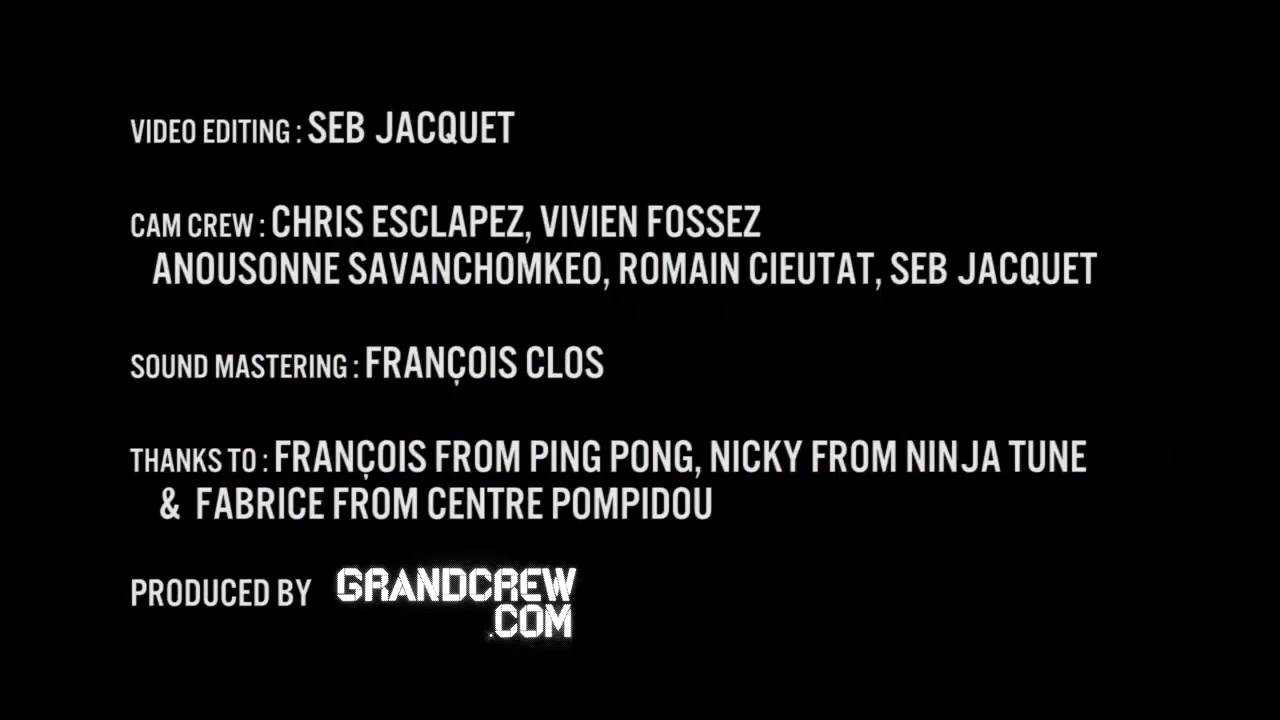 VIDEO EDITING : SEB JACQUET
CAM CREW : CHRIS ESCLAPEZ, VIVIEN FOSSEZ
ANOUSONNE SAVANCHOMKEO, ROMAIN CIEUTAT, SEB JACQUET
SOUND MASTERING : FRANÇOIS CLOS
THANKS TO : FRANÇOIS FROM PING PONG, NICKY FROM NINJA TUNE
& FABRICE FROM CENTRE POMPIDOU
PRODUCED BY GRANDCREW
.COM